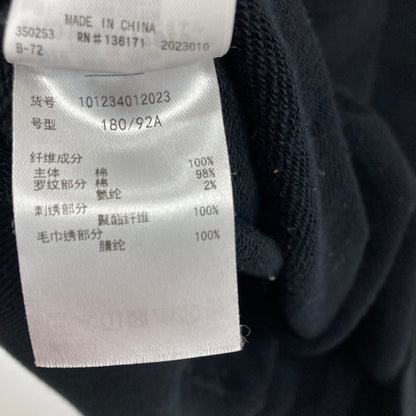 MADE IN CHINA
350253 RN#136171 2023010
B-72
货号 101234012023
号型 180/92A
纤维成分 100%
主体 棉 98%
罗纹部分 棉 2%
氨纶
刺绣部分 100%
聚酯纤维
毛巾绣部分 100%
腈纶